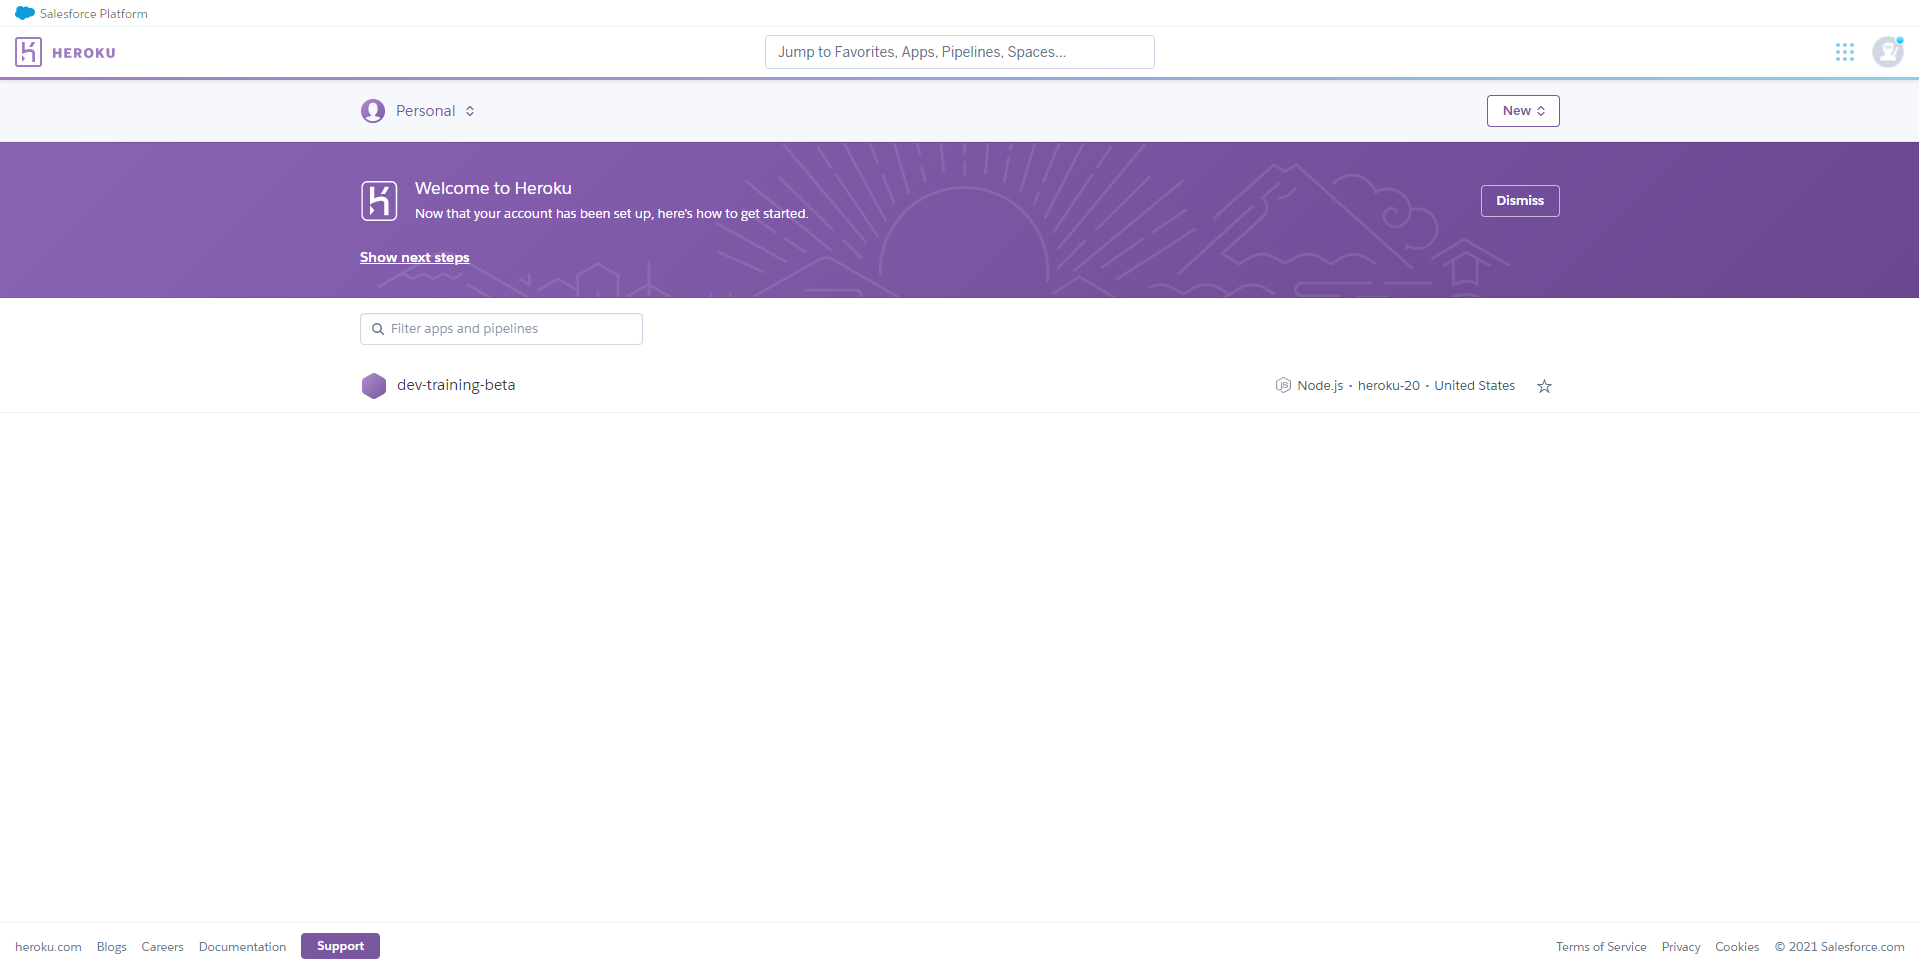 Salesforce Platform
HEROKU
Jump to Favorites, Apps, Pipelines, Spaces...
Personal
New
Welcome to Heroku
Now that your account has been set up, here's how to get started.
Dismiss
Show next steps
Filter apps and pipelines
dev-training-beta
Node.js • heroku-20 • United States
heroku.com Blogs Careers Documentation Support
Terms of Service Privacy Cookies © 2021 Salesforce.com